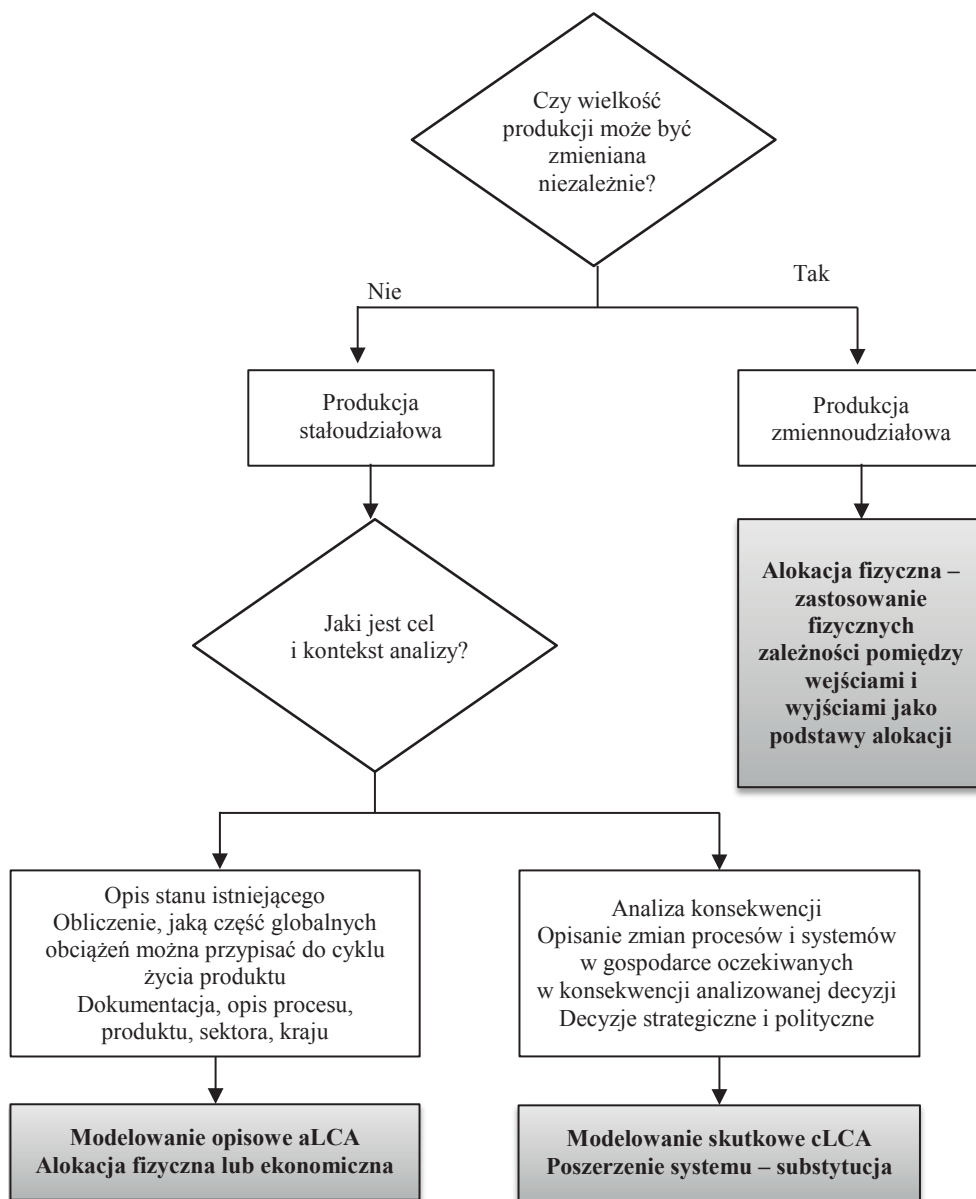 Czy wielkość
produkcji może być
zmieniana
niezależnie?
Nie
Tak
Produkcja
stałoudziałowa
Produkcja
zmiennoudziałowa
Jaki jest cel
i kontekst analizy?
Alokacja fizyczna –
zastosowanie
fizycznych
zależności pomiędzy
wejściami i
wyjściami jako
podstawy alokacji
Opis stanu istniejącego
Obliczenie, jaką część globalnych
obciążeń można przypisać do cyklu
życia produktu
Dokumentacja, opis procesu,
produktu, sektora, kraju
Analiza konsekwencji
Opisanie zmian procesów i systemów
w gospodarce oczekiwanych
w konsekwencji analizowanej decyzji
Decyzje strategiczne i polityczne
Modelowanie opisowe aLCA
Alokacja fizyczna lub ekonomiczna
Modelowanie skutkowe cLCA
Poszerzenie systemu – substytucja